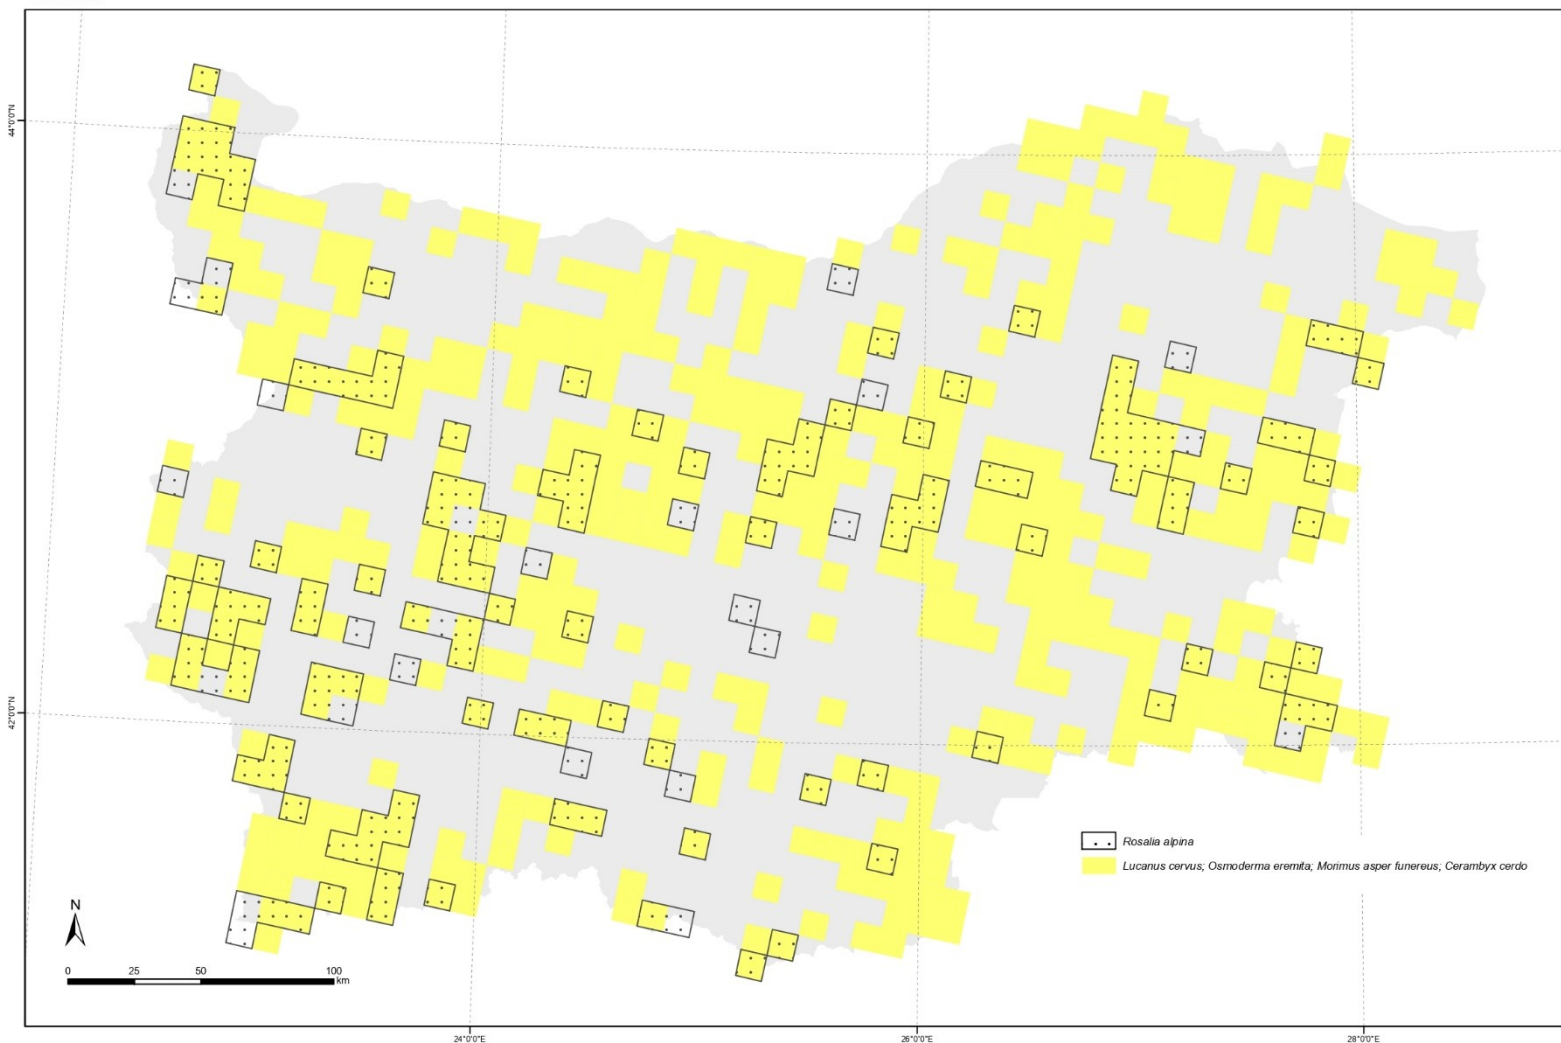 44°0'0"N
42°0'0"N
Rosalia alpina
Lucanus cervus; Osmoderma eremita; Morimus asper funereus; Cerambyx cerdo
N
0 25 50 100
km
24°0'0"E 26°0'0"E 28°0'0"E